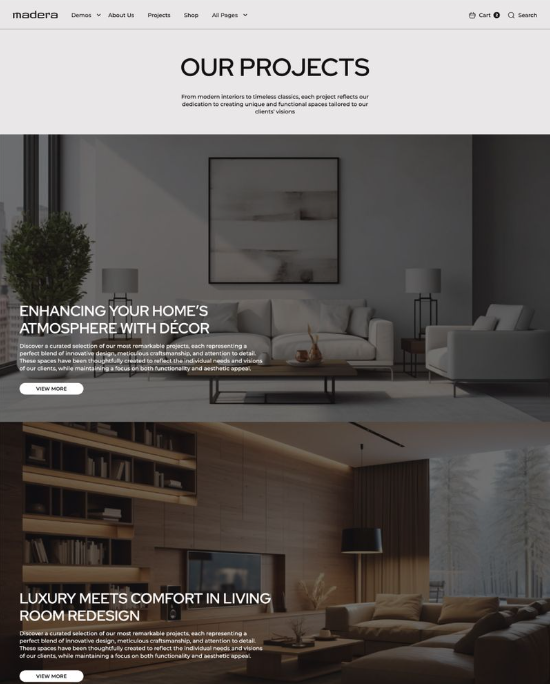 madera
Demos
About Us
Projects
Shop
All Pages
Cart 0
Search
OUR PROJECTS
From modern interiors to timeless classics, each project reflects our
dedication to creating unique and functional spaces tailored to our
clients' visions
ENHANCING YOUR HOME'S
ATMOSPHERE WITH DÉCOR
Discover a curated selection of our most remarkable projects, each representing a
perfect blend of innovative design, meticulous craftsmanship, and attention to detail.
These spaces have been thoughtfully created to reflect the individual needs and visions
of our clients, while maintaining a focus on both functionality and aesthetic appeal.
VIEW MORE
LUXURY MEETS COMFORT IN LIVING
ROOM REDESIGN
Discover a curated selection of our most remarkable projects, each representing a
perfect blend of innovative design, meticulous craftsmanship, and attention to detail.
These spaces have been thoughtfully created to reflect the individual needs and visions
of our clients, while maintaining a focus on both functionality and aesthetic appeal.
VIEW MORE